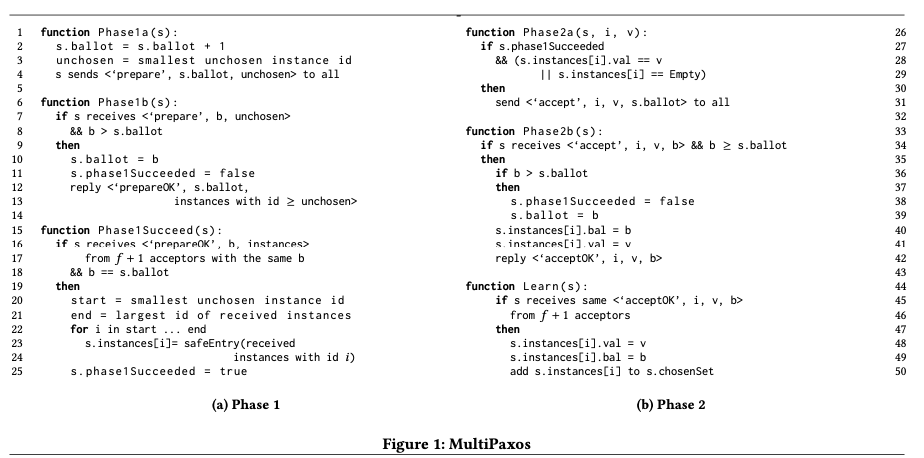 1 function Phase1a(s):
2 s.ballot = s.ballot + 1
3 unchosen = smallest unchosen instance id
4 s sends <‘prepare’, s.ballot, unchosen> to all
5
6 function Phase1b(s):
7 if s receives <‘prepare’, b, unchosen>
8 && b > s.ballot
9 then
10 s.ballot = b
11 s.phase1Succeeded = false
12 reply <‘prepareOK’, s.ballot,
13 instances with id ≥ unchosen>
14
15 function Phase1Succeed(s):
16 if s receives <‘prepareOK’, b, instances>
17 from f + 1 acceptors with the same b
18 && b == s.ballot
19 then
20 start = smallest unchosen instance id
21 end = largest id of received instances
22 for i in start ... end
23 s.instances[i]= safeEntry(received
24 instances with id i)
25 s.phase1Succeeded = true
(a) Phase 1
function Phase2a(s, i, v): 26
if s.phase1Succeeded 27
&& (s.instances[i].val == v 28
|| s.instances[i] == Empty) 29
then 30
send <‘accept’, i, v, s.ballot> to all 31
32
function Phase2b(s): 33
if s receives <‘accept’, i, v, b> && b ≥ s.ballot 34
then 35
if b > s.ballot 36
then 37
s.phase1Succeeded = false 38
s.ballot = b 39
s.instances[i].bal = b 40
s.instances[i].val = v 41
reply <‘acceptOK’, i, v, b> 42
43
function Learn(s): 44
if s receives same <‘acceptOK’, i, v, b> 45
from f + 1 acceptors 46
then 47
s.instances[i].val = v 48
s.instances[i].bal = b 49
add s.instances[i] to s.chosenSet 50
(b) Phase 2
Figure 1: MultiPaxos